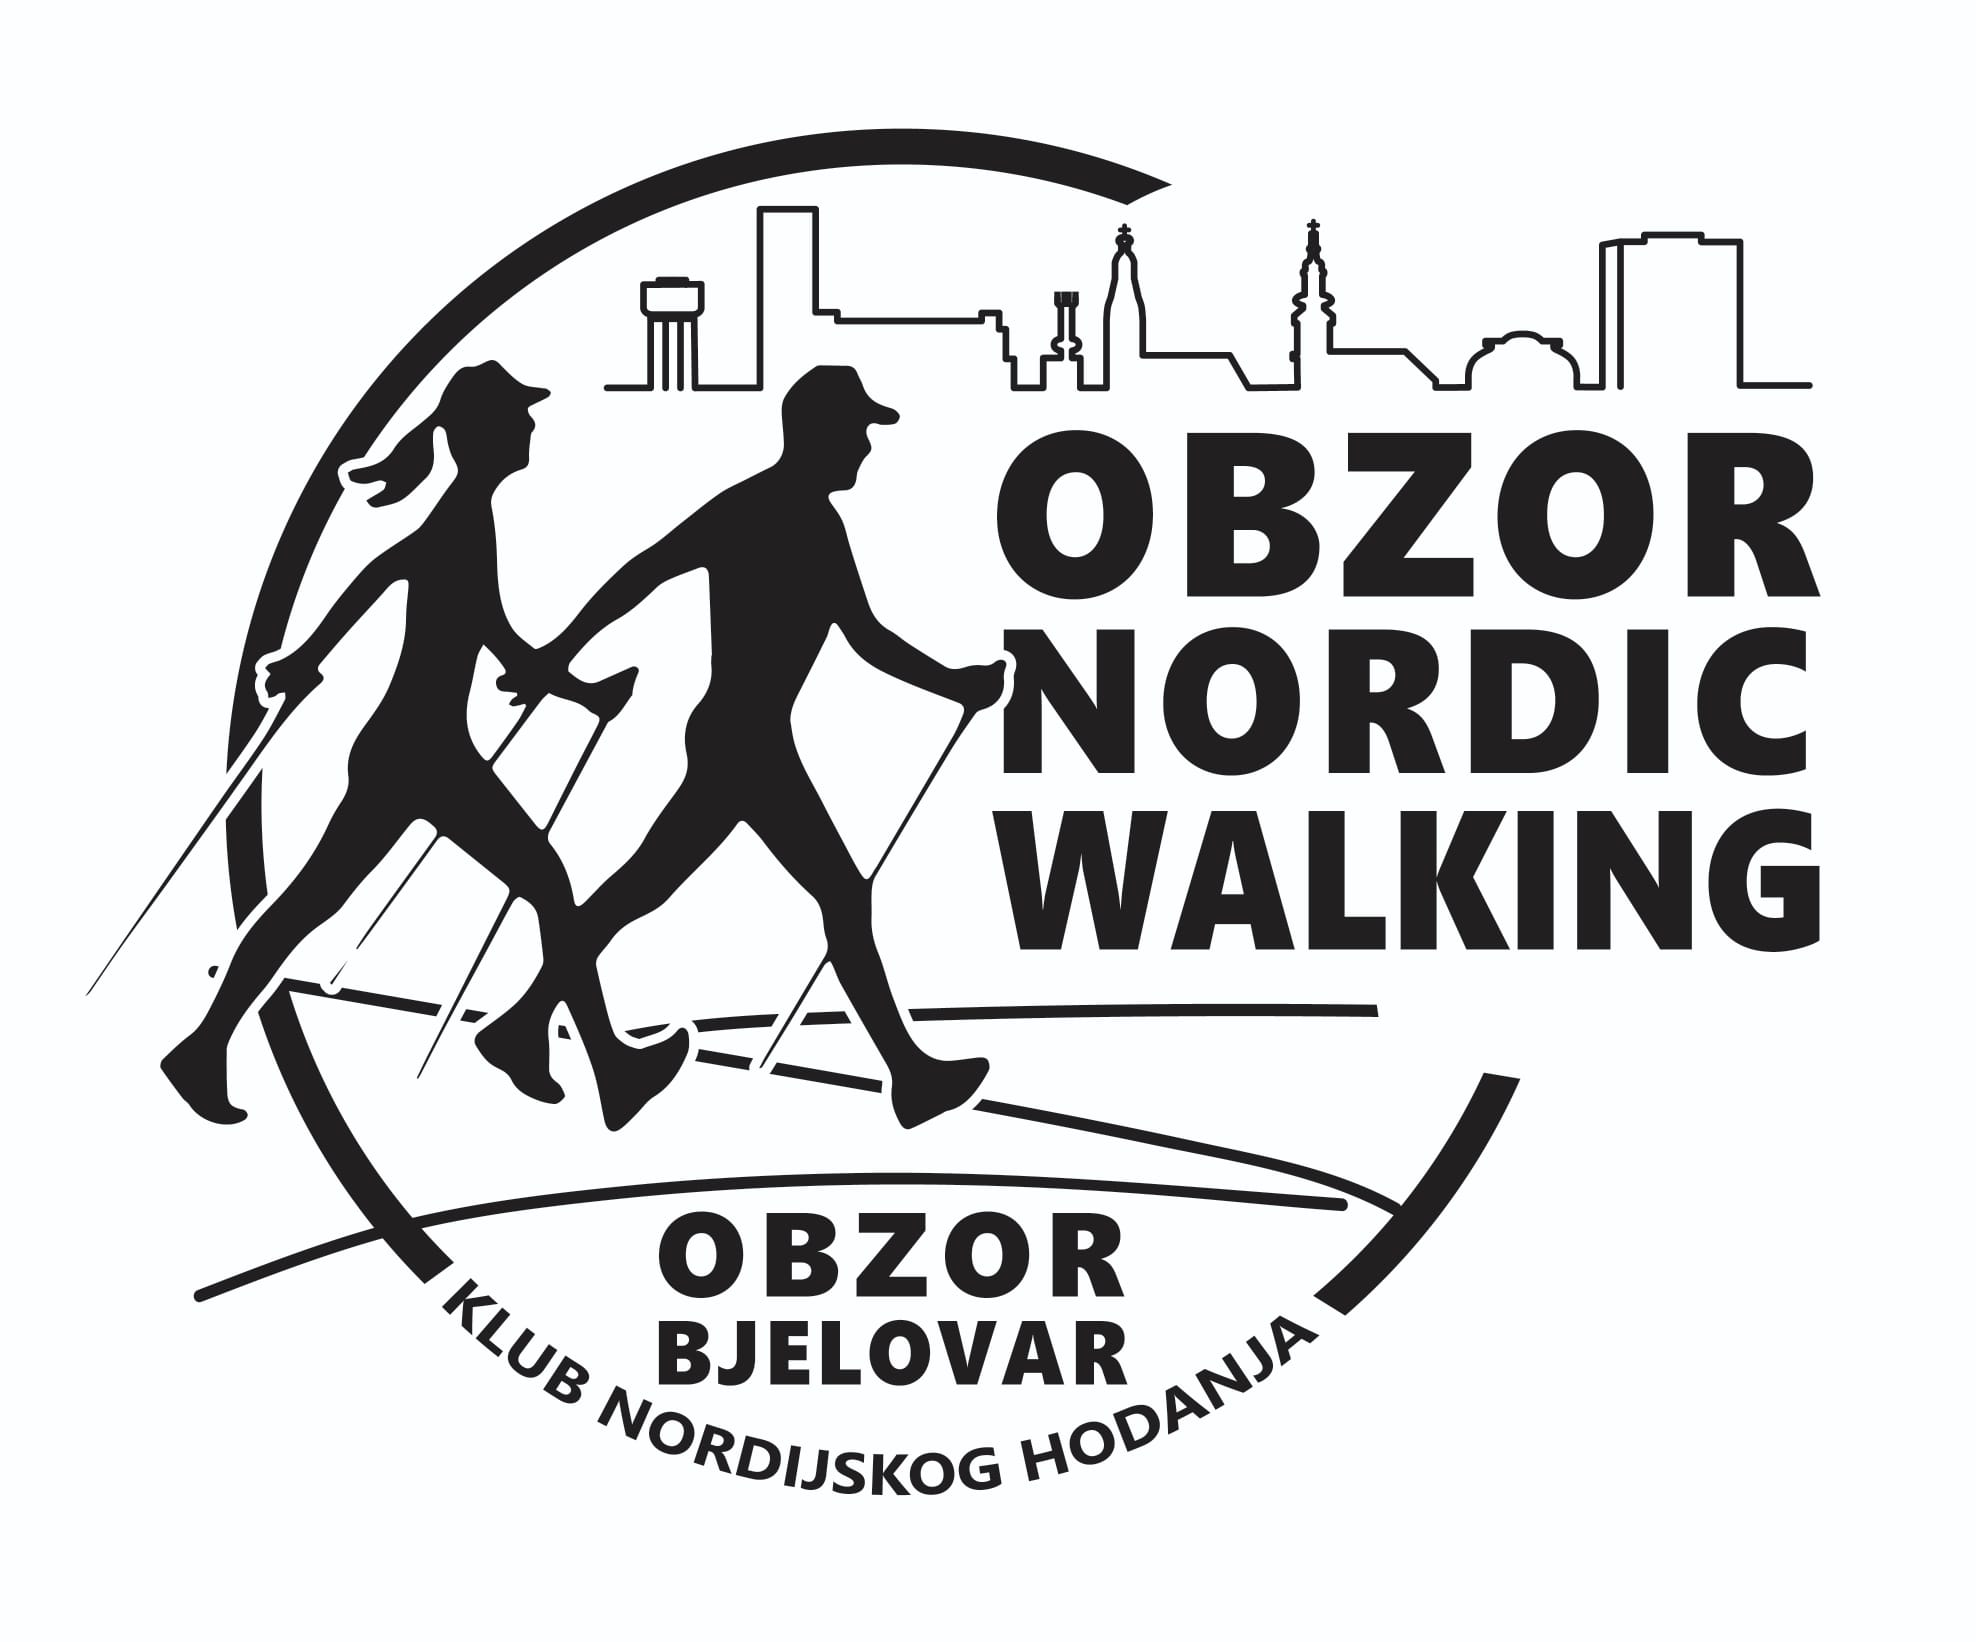 OBZOR
NORDIC
WALKING
OBZOR
BJELOVAR
KLUB NORDIJSKOG HODANJA